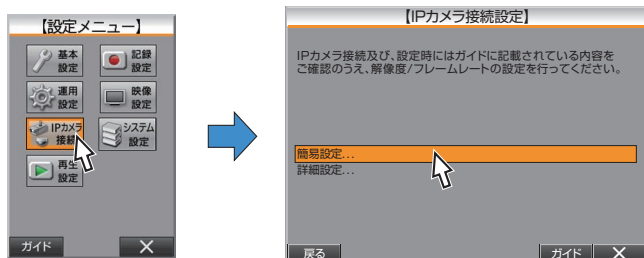 【設定メニュー】
基本
設定
記録
設定
運用
設定
映像
設定
IPカメラ
接続
システム
設定
再生
設定
ガイド
【IPカメラ接続設定】
IPカメラ接続及び、設定時にはガイドに記載されている内容を
ご確認のうえ、解像度/フレームレートの設定を行ってください。
簡易設定...
詳細設定...
戻る
ガイド